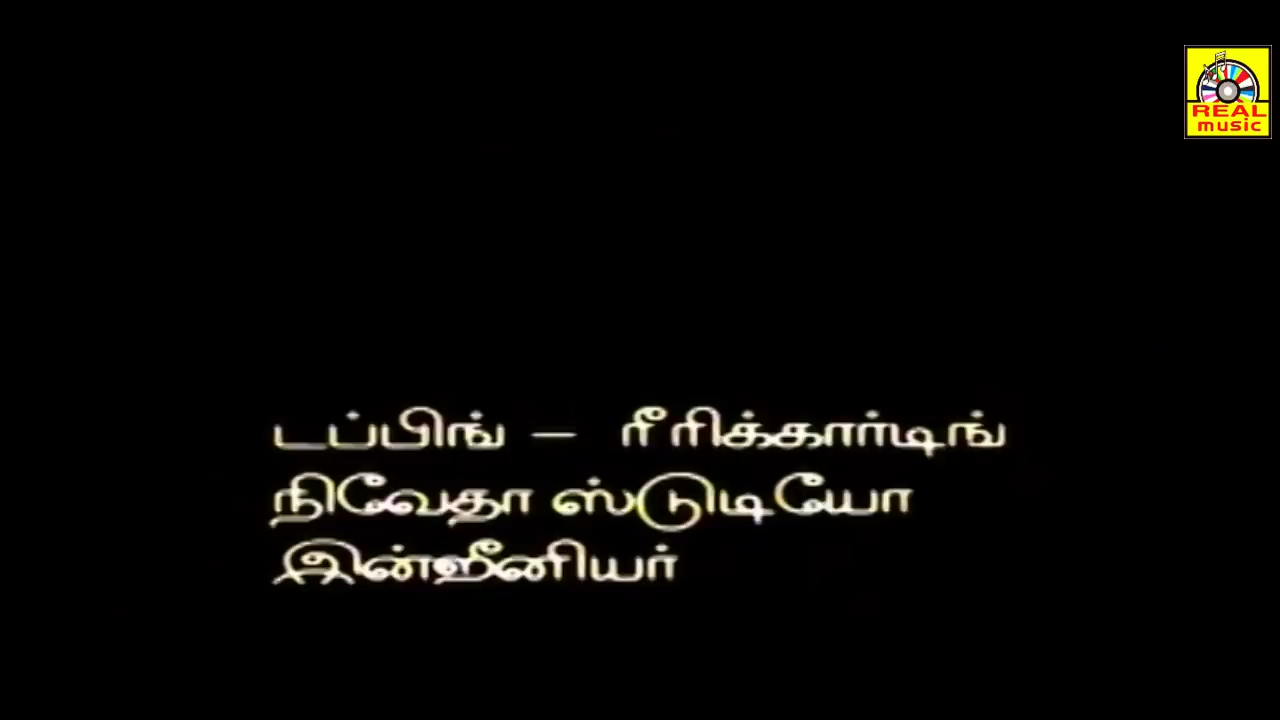 REAL
music
டப்பிங் – ரீ ரிக்கார்டிங்
நிவேதா ஸ்டுடியோ
இன்ஜீனியர்